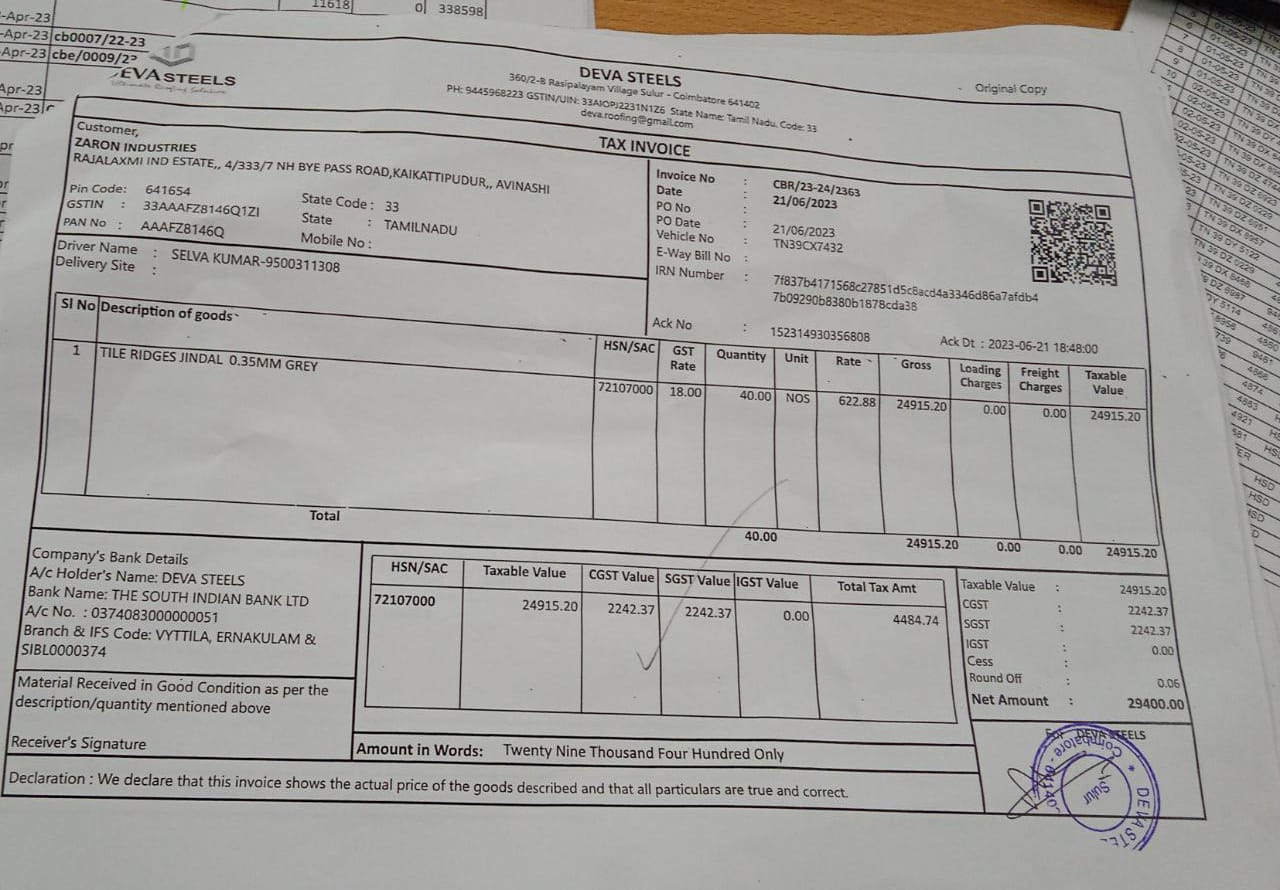 11618 0 338598
-Apr-23
-Apr-23 cb0007/22-23
-Apr-23 cbe/0009/2
Apr-23
Apr-23
DEVA STEELS
360/2-B Rasipalayam Village Sulur - Coimbatore 641402
PH: 9445968223 GSTIN/UIN: 33AIOPJ2231N1Z6 State Name: Tamil Nadu, Code: 33
deva.roofing@gmail.com
Original Copy
EVA STEELS
Ultimate Roofing Solution
TAX INVOICE
Customer,
ZARON INDUSTRIES
RAJALAXMI IND ESTATE,, 4/333/7 NH BYE PASS ROAD,KAIKATTIPUDUR,, AVINASHI
Pin Code: 641654 State Code : 33
GSTIN : 33AAAFZ8146Q1ZI State : TAMILNADU
PAN No : AAAFZ8146Q Mobile No :
Driver Name : SELVA KUMAR-9500311308
Delivery Site :
Invoice No : CBR/23-24/2363
Date : 21/06/2023
PO No :
PO Date : 21/06/2023
Vehicle No : TN39CX7432
E-Way Bill No :
IRN Number : 7f837b4171568c27851d5c8acd4a3346d86a7afdb4
7b09290b8380b1878cda38
Ack No : 152314930356808 Ack Dt : 2023-06-21 18:48:00
Sl No Description of goods HSN/SAC GST Rate Quantity Unit Rate Gross Loading Charges Freight Charges Taxable Value
1 TILE RIDGES JINDAL 0.35MM GREY 72107000 18.00 40.00 NOS 622.88 24915.20 0.00 0.00 24915.20
Total 40.00 24915.20 0.00 0.00 24915.20
Company's Bank Details
A/c Holder's Name: DEVA STEELS
Bank Name: THE SOUTH INDIAN BANK LTD
A/c No. : 0374083000000051
Branch & IFS Code: VYTTILA, ERNAKULAM &
SIBL0000374
HSN/SAC Taxable Value CGST Value SGST Value IGST Value Total Tax Amt
72107000 24915.20 2242.37 2242.37 0.00 4484.74
Taxable Value : 24915.20
CGST : 2242.37
SGST : 2242.37
IGST : 0.00
Cess :
Round Off : 0.06
Net Amount : 29400.00
Material Received in Good Condition as per the
description/quantity mentioned above
Receiver's Signature
Amount in Words: Twenty Nine Thousand Four Hundred Only
For DEVA STEELS
Declaration : We declare that this invoice shows the actual price of the goods described and that all particulars are true and correct.
DEVA STEE
Coimbatore - 64140
Sulur